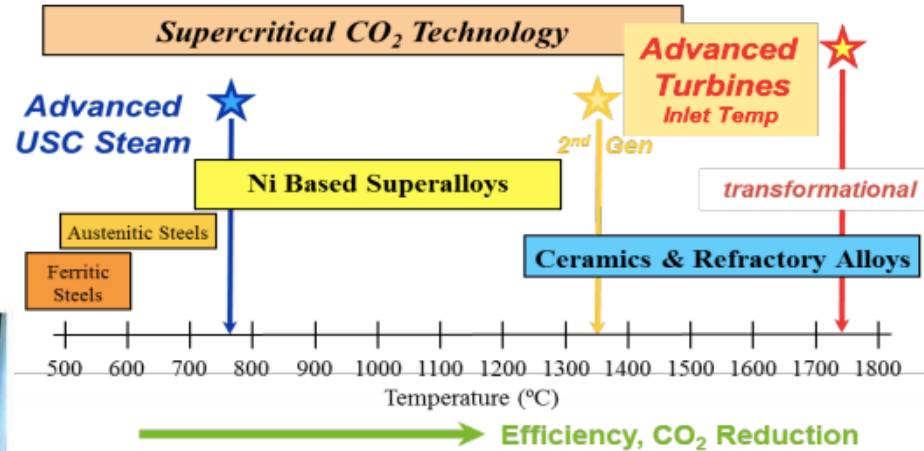 Supercritical CO₂ Technology
Advanced
Turbines
Inlet Temp
Advanced
USC Steam
2nd Gen
Ni Based Superalloys
transformational
Austenitic Steels
Ceramics & Refractory Alloys
Ferritic
Steels
500 600 700 800 900 1000 1100 1200 1300 1400 1500 1600 1700 1800
Temperature (ºC)
Efficiency, CO₂ Reduction